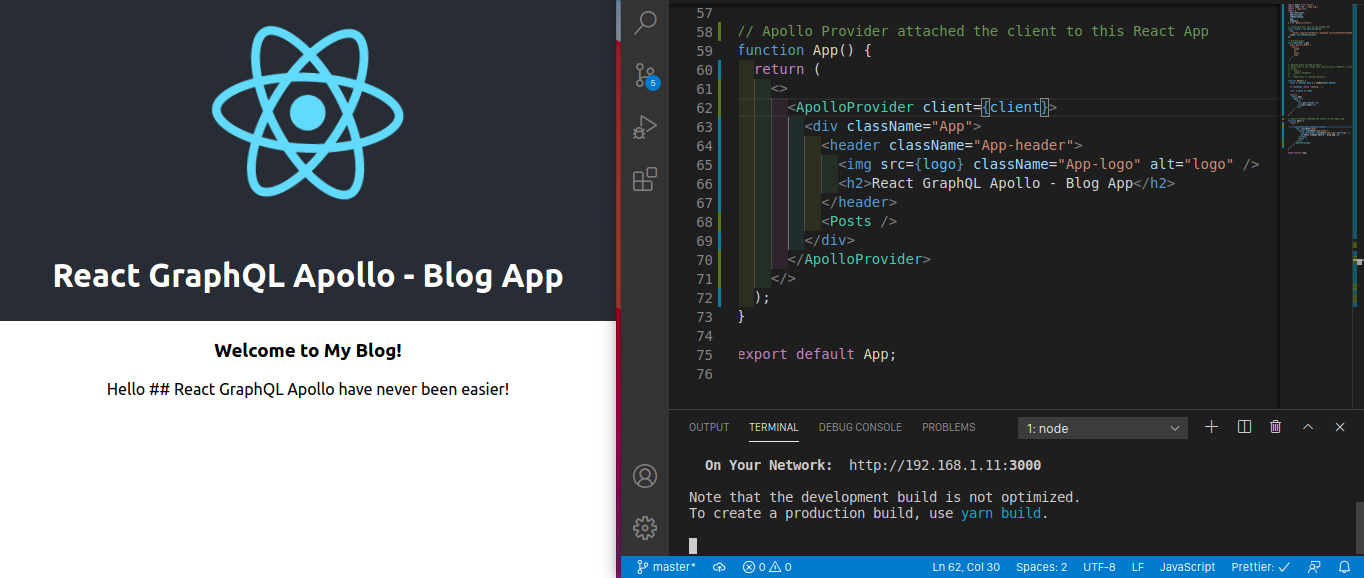 React GraphQL Apollo - Blog App
Welcome to My Blog!
Hello ## React GraphQL Apollo have never been easier!
5
57
58 // Apollo Provider attached the client to this React App
59 function App() {
60 return (
61 <>
62 <ApolloProvider client={client}>
63 <div className="App">
64 <header className="App-header">
65 <img src={logo} className="App-logo" alt="logo" />
66 <h2>React GraphQL Apollo - Blog App</h2>
67 </header>
68 <Posts />
69 </div>
70 </ApolloProvider>
71 </>
72 );
73 }
74
75 export default App;
76
OUTPUT TERMINAL DEBUG CONSOLE PROBLEMS 1: node
On Your Network: http://192.168.1.11:3000
Note that the development build is not optimized.
To create a production build, use yarn build.
master* 0 0 Ln 62, Col 30 Spaces: 2 UTF-8 LF JavaScript Prettier: ✓